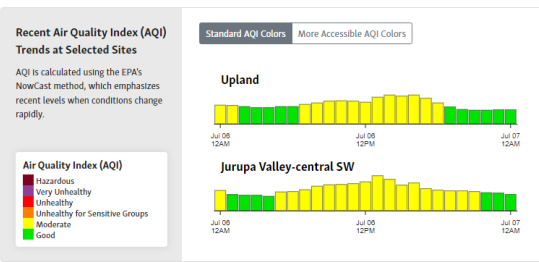 Recent Air Quality Index (AQI)
Trends at Selected Sites
AQI is calculated using the EPA's
NowCast method, which emphasizes
recent levels when conditions change
rapidly.
Air Quality Index (AQI)
Hazardous
Very Unhealthy
Unhealthy
Unhealthy for Sensitive Groups
Moderate
Good
Standard AQI Colors
More Accessible AQI Colors
Upland
Jul 06
12AM
Jul 06
12PM
Jul 07
12AM
Jurupa Valley-central SW
Jul 06
12AM
Jul 06
12PM
Jul 07
12AM